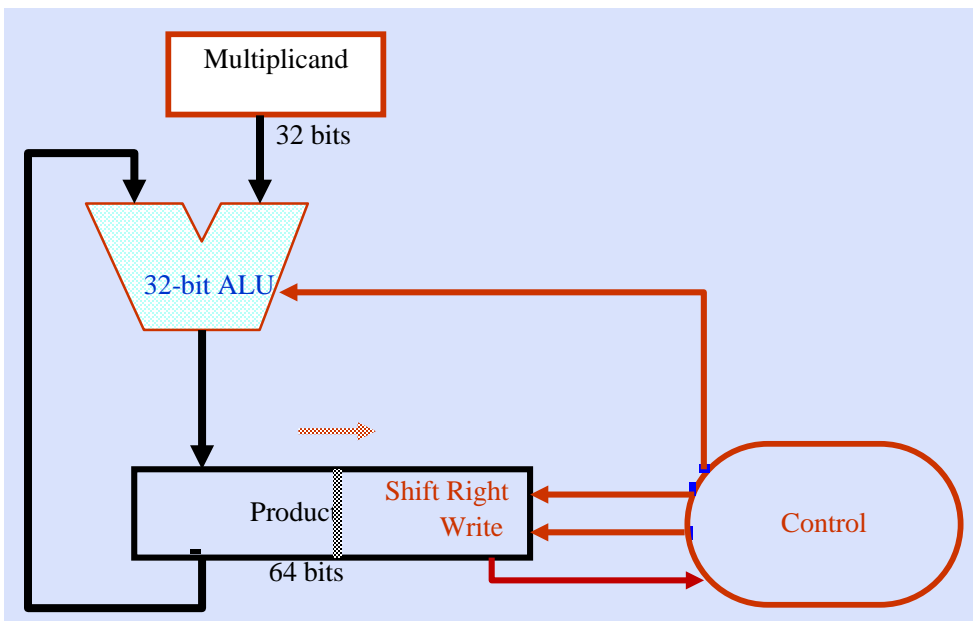 Multiplicand
32 bits
32-bit ALU
Shift Right
Product
Write
Control
64 bits